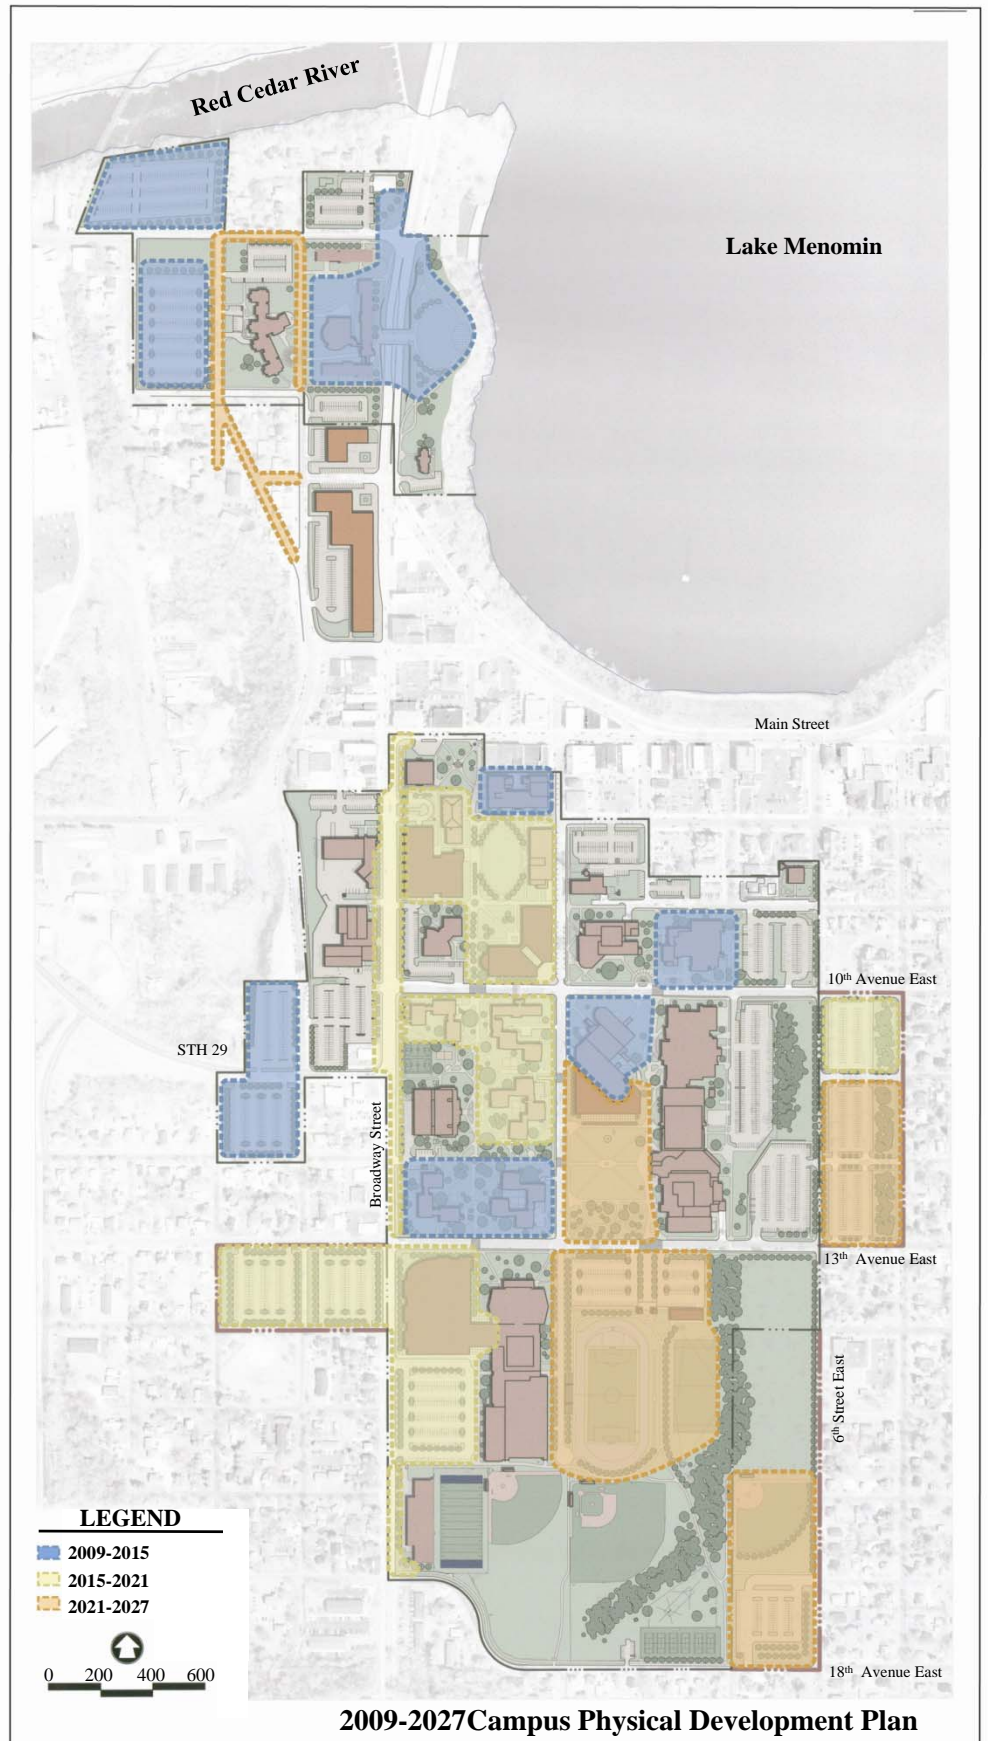 Red Cedar River
Lake Menomin
Main Street
10th Avenue East
STH 29
Broadway Street
13th Avenue East
6th Street East
LEGEND
2009-2015
2015-2021
2021-2027
0 200 400 600
18th Avenue East
2009-2027Campus Physical Development Plan